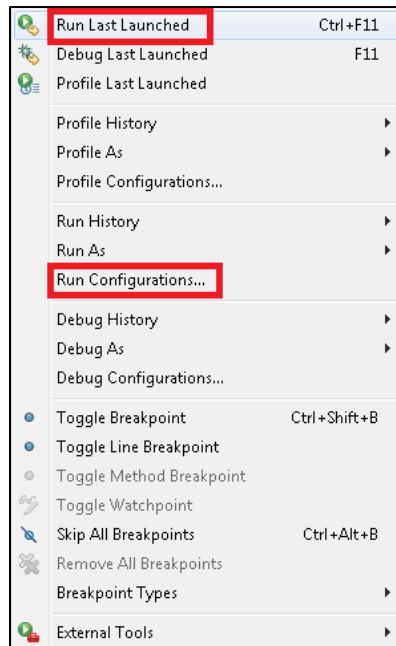 Run Last Launched Ctrl+F11
Debug Last Launched F11
Profile Last Launched
Profile History
Profile As
Profile Configurations...
Run History
Run As
Run Configurations...
Debug History
Debug As
Debug Configurations...
Toggle Breakpoint Ctrl+Shift+B
Toggle Line Breakpoint
Toggle Method Breakpoint
Toggle Watchpoint
Skip All Breakpoints Ctrl+Alt+B
Remove All Breakpoints
Breakpoint Types
External Tools